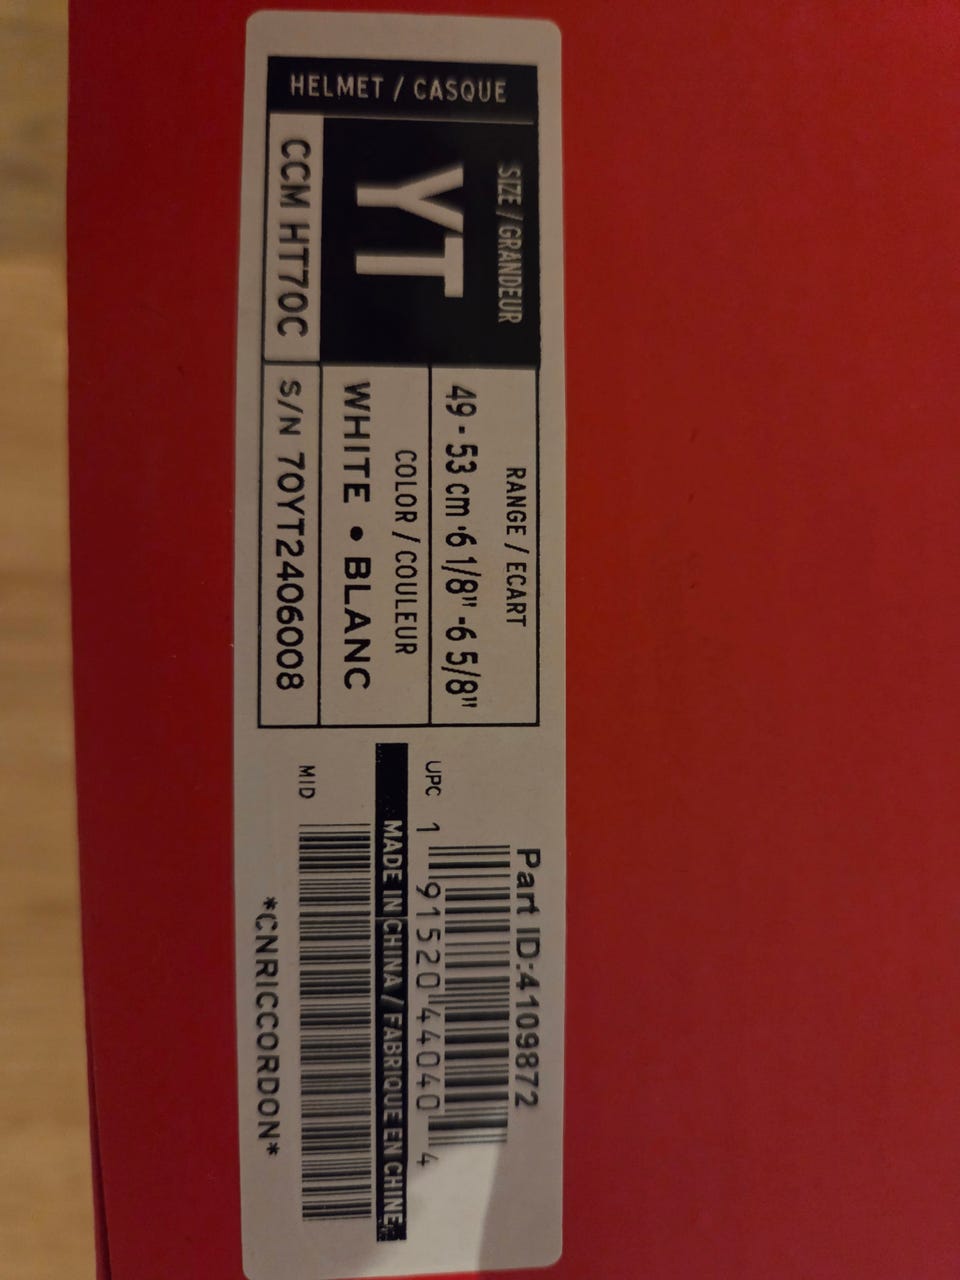 HELMET / CASQUE
SIZE / GRANDEUR
YT
CCM HT70C
RANGE / ECART
49 - 53 cm • 6 1/8" - 6 5/8"
COLOR / COULEUR
WHITE • BLANC
S/N 70YT2406008
Part ID:4109872
UPC 1 91520 44040 4
MADE IN CHINA / FABRIQUE EN CHINE
MID
*CNRICCORDON*